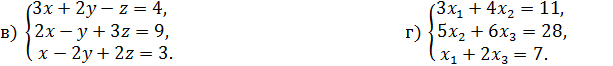 в) { 3x + 2y − z = 4,
2x − y + 3z = 9,
x − 2y + 2z = 3.
г) { 3x₁ + 4x₂ = 11,
5x₂ + 6x₃ = 28,
x₁ + 2x₃ = 7.